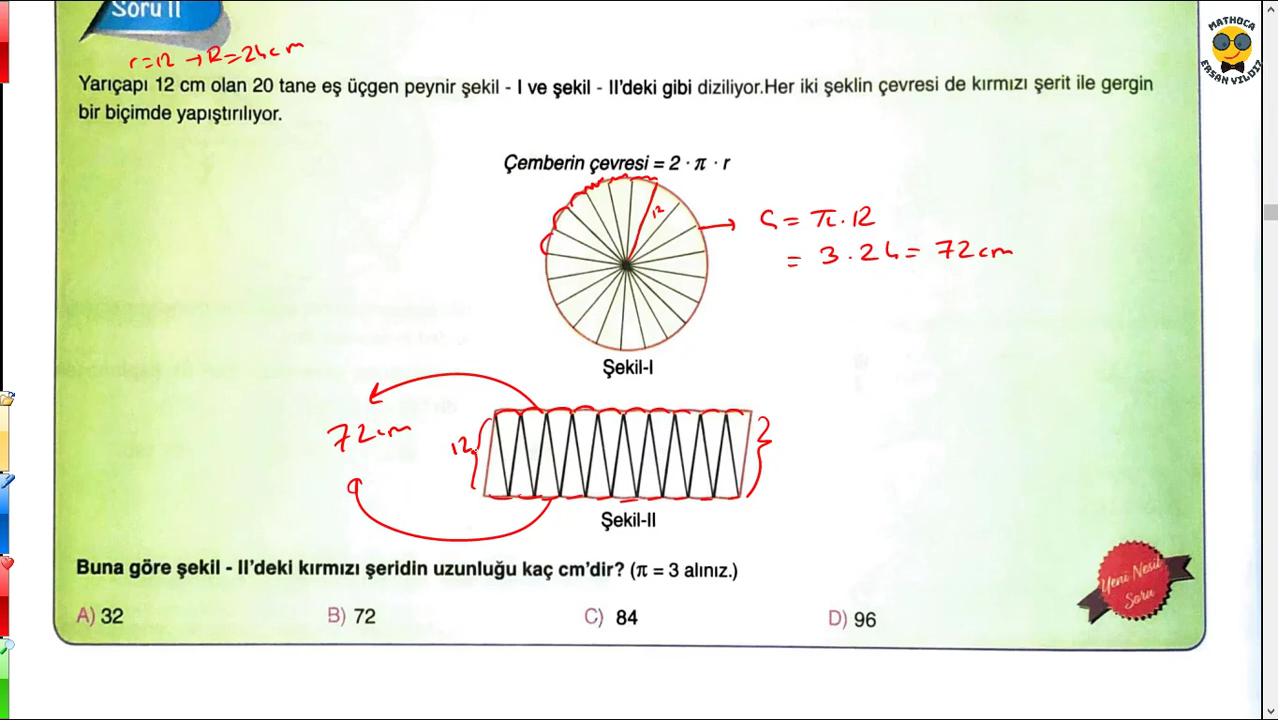 Soru II
MATHOCA
ERSAN YILDIZ
r=12 → R=24cm
Yarıçapı 12 cm olan 20 tane eş üçgen peynir şekil - I ve şekil - II'deki gibi diziliyor.Her iki şeklin çevresi de kırmızı şerit ile gergin
bir biçimde yapıştırılıyor.
Çemberin çevresi = 2 · π · r
12
Ç = π.12
= 3.24 = 72cm
Şekil-I
72cm
12
Şekil-II
Buna göre şekil - II'deki kırmızı şeridin uzunluğu kaç cm'dir? (π = 3 alınız.)
A) 32 B) 72 C) 84 D) 96
Yeni Nesil
Soru